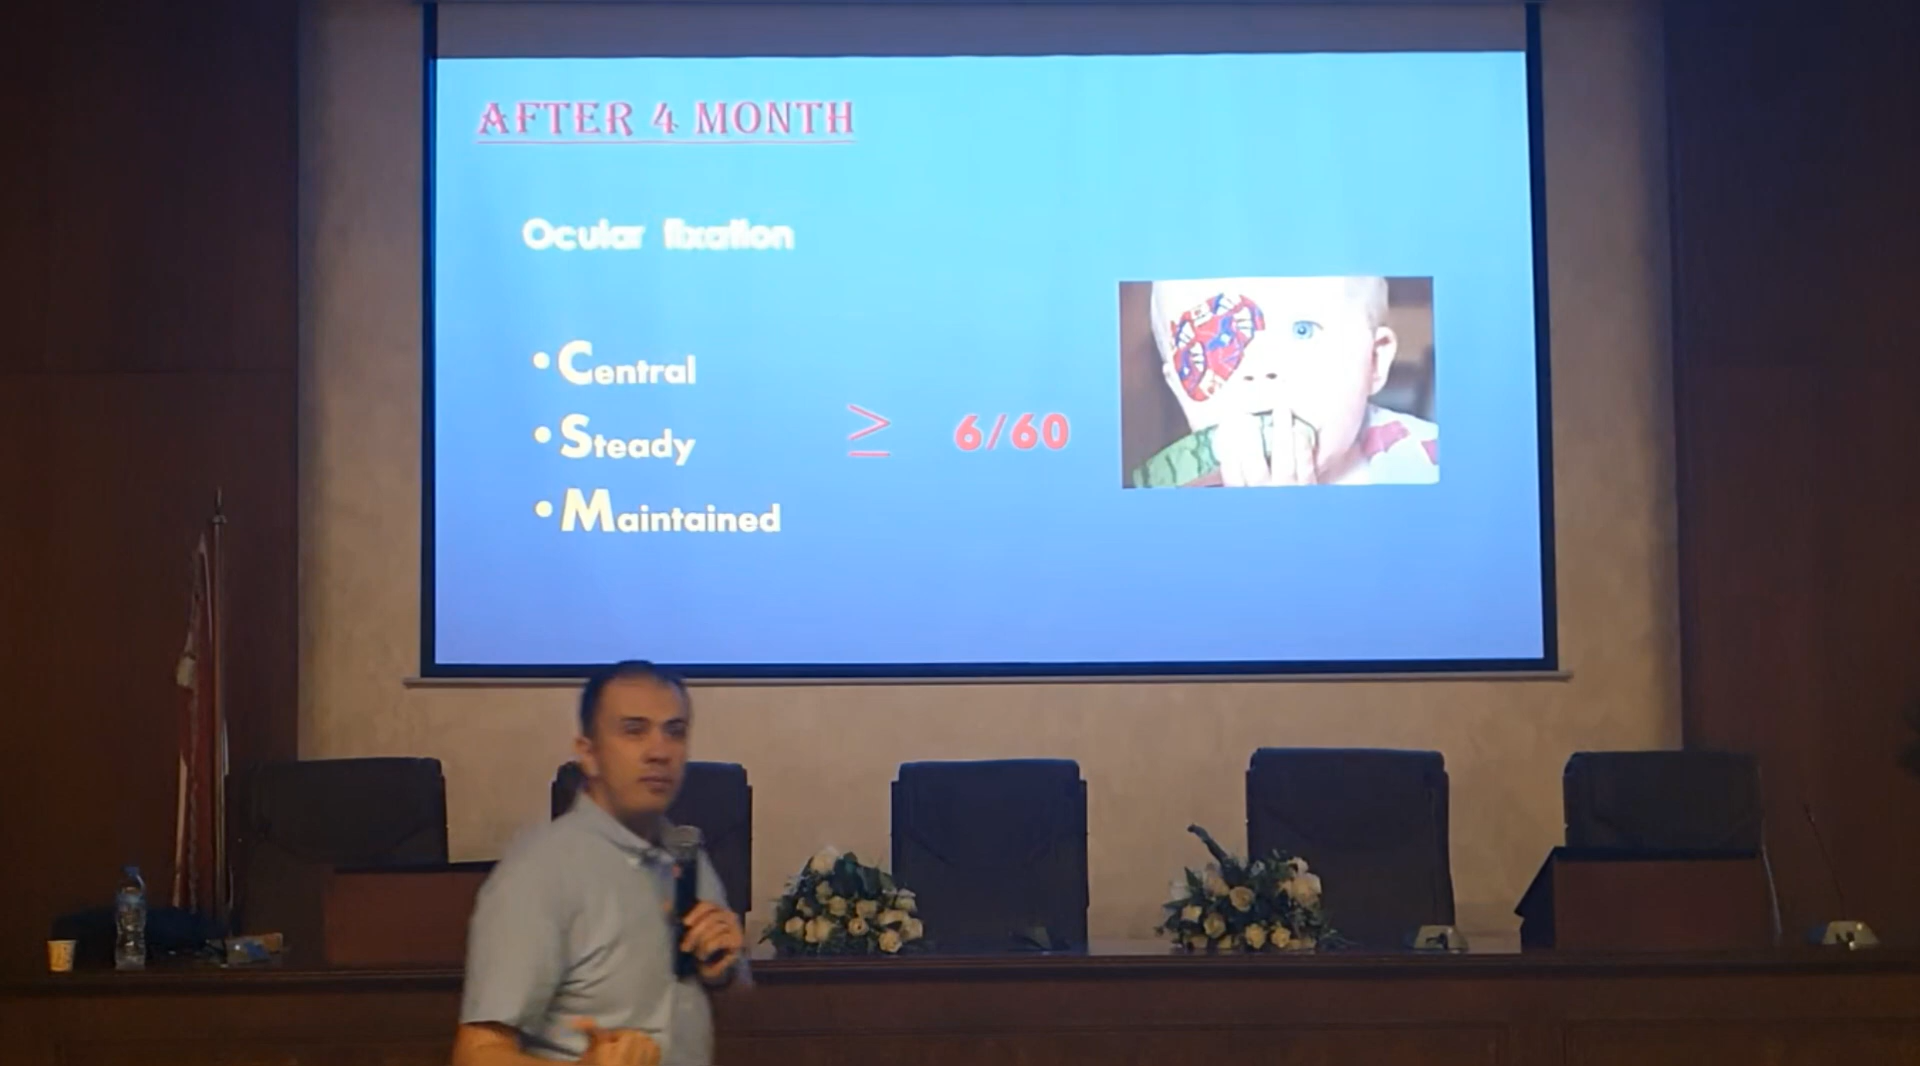 AFTER 4 MONTH
Ocular fixation
• Central
• Steady
≥ 6/60
• Maintained